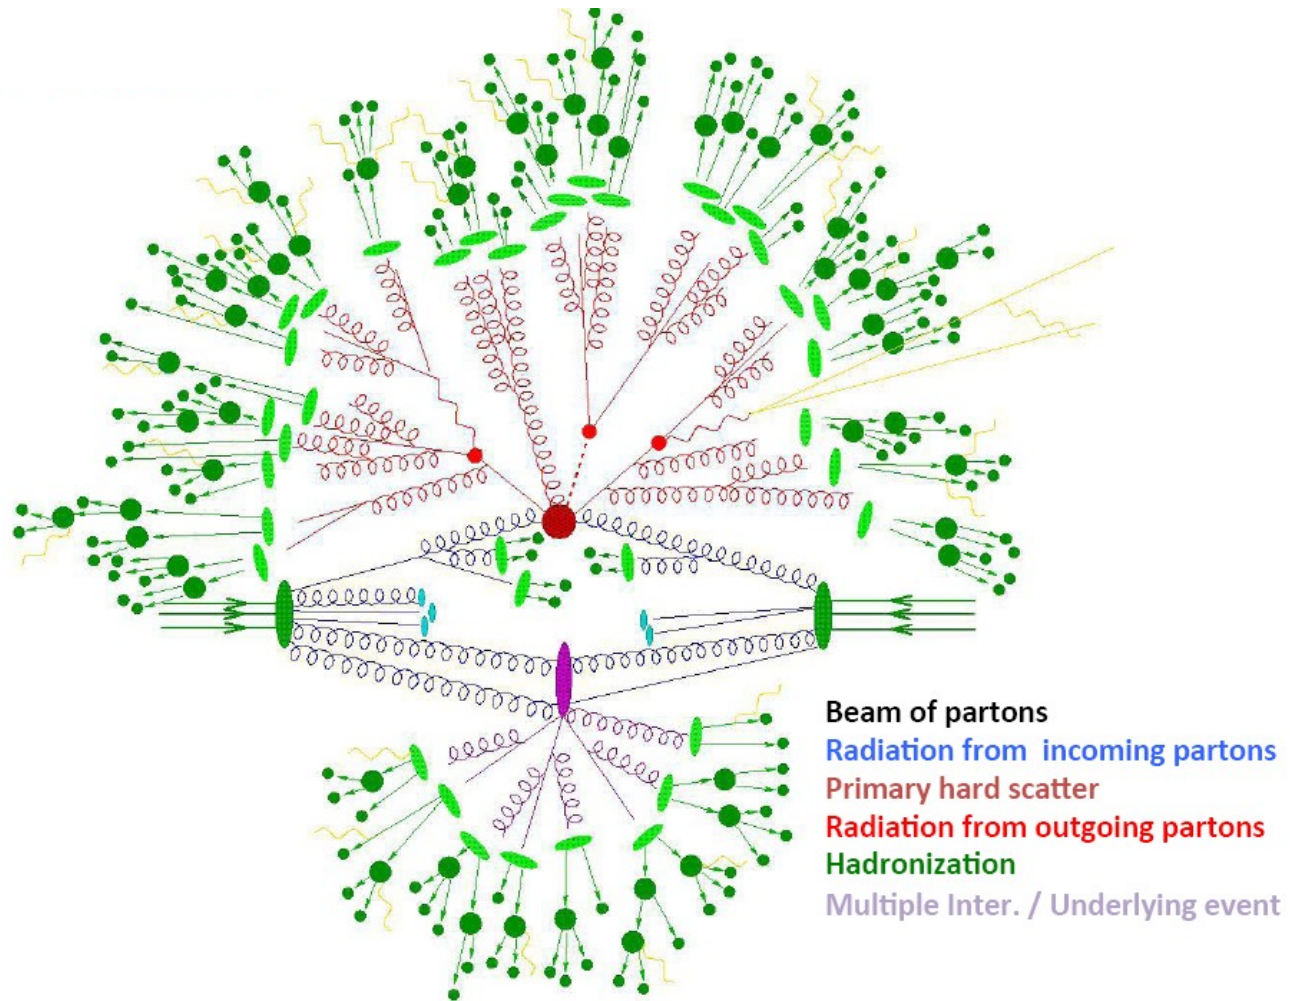 Beam of partons
Radiation from incoming partons
Primary hard scatter
Radiation from outgoing partons
Hadronization
Multiple Inter. / Underlying event